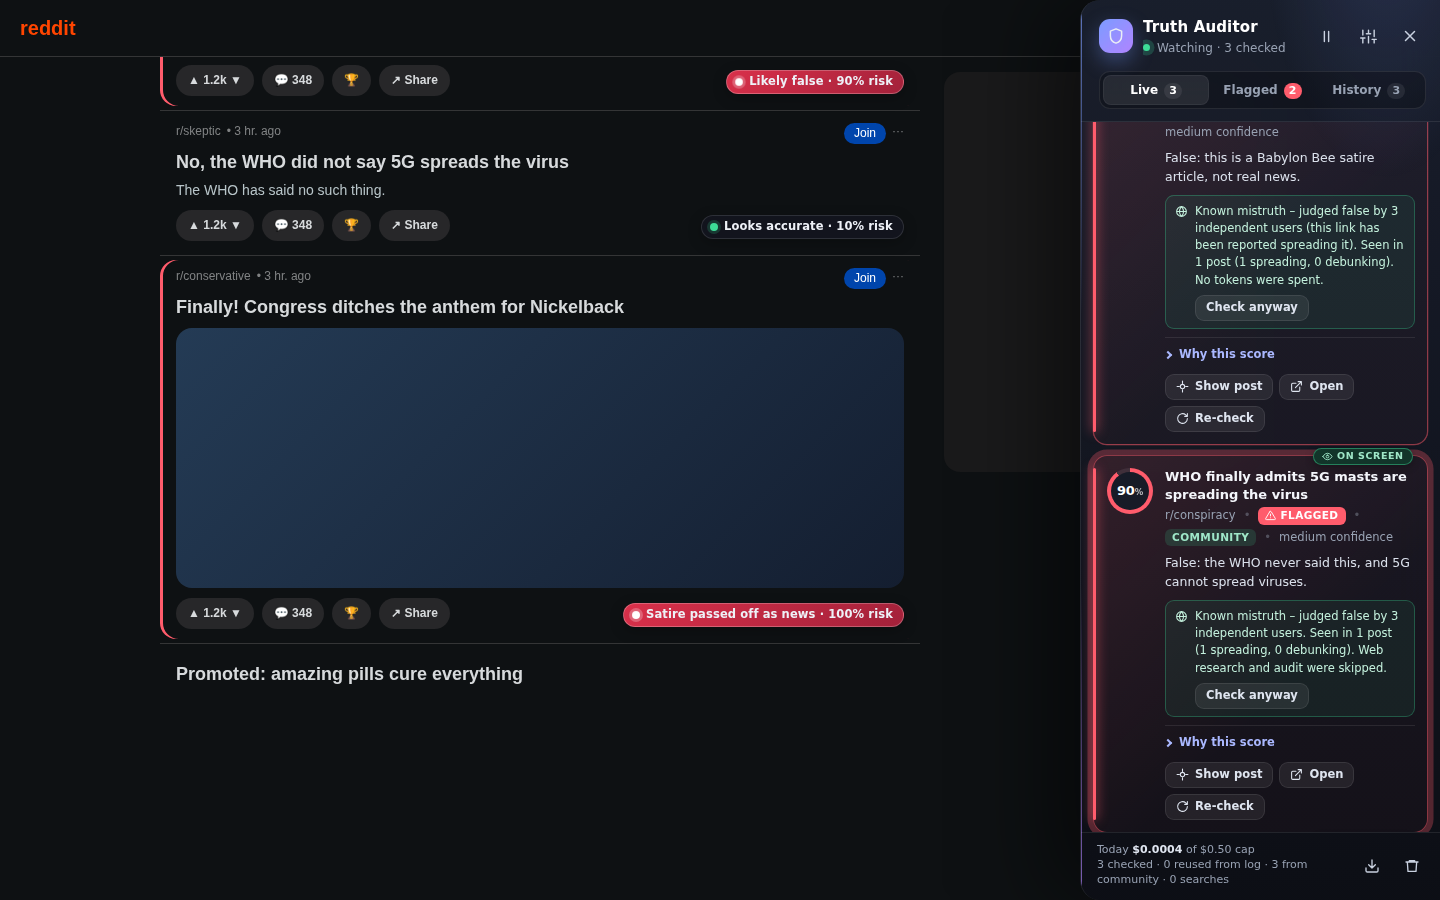 reddit
▲ 1.2k ▼ 💬 348 🏆 ↗ Share
Likely false · 90% risk
r/skeptic • 3 hr. ago
Join ···
No, the WHO did not say 5G spreads the virus
The WHO has said no such thing.
▲ 1.2k ▼ 💬 348 🏆 ↗ Share
Looks accurate · 10% risk
r/conservative • 3 hr. ago
Join ···
Finally! Congress ditches the anthem for Nickelback
▲ 1.2k ▼ 💬 348 🏆 ↗ Share
Satire passed off as news · 100% risk
Promoted: amazing pills cure everything
Truth Auditor
Watching · 3 checked
Live 3
Flagged 2
History 3
medium confidence
False: this is a Babylon Bee satire
article, not real news.
Known mistruth – judged false by 3
independent users (this link has
been reported spreading it). Seen in
1 post (1 spreading, 0 debunking).
No tokens were spent.
Check anyway
Why this score
Show post
Open
Re-check
ON SCREEN
90%
WHO finally admits 5G masts are
spreading the virus
r/conspiracy • FLAGGED •
COMMUNITY • medium confidence
False: the WHO never said this, and 5G
cannot spread viruses.
Known mistruth – judged false by 3
independent users. Seen in 1 post
(1 spreading, 0 debunking). Web
research and audit were skipped.
Check anyway
Why this score
Show post
Open
Re-check
Today $0.0004 of $0.50 cap
3 checked · 0 reused from log · 3 from
community · 0 searches